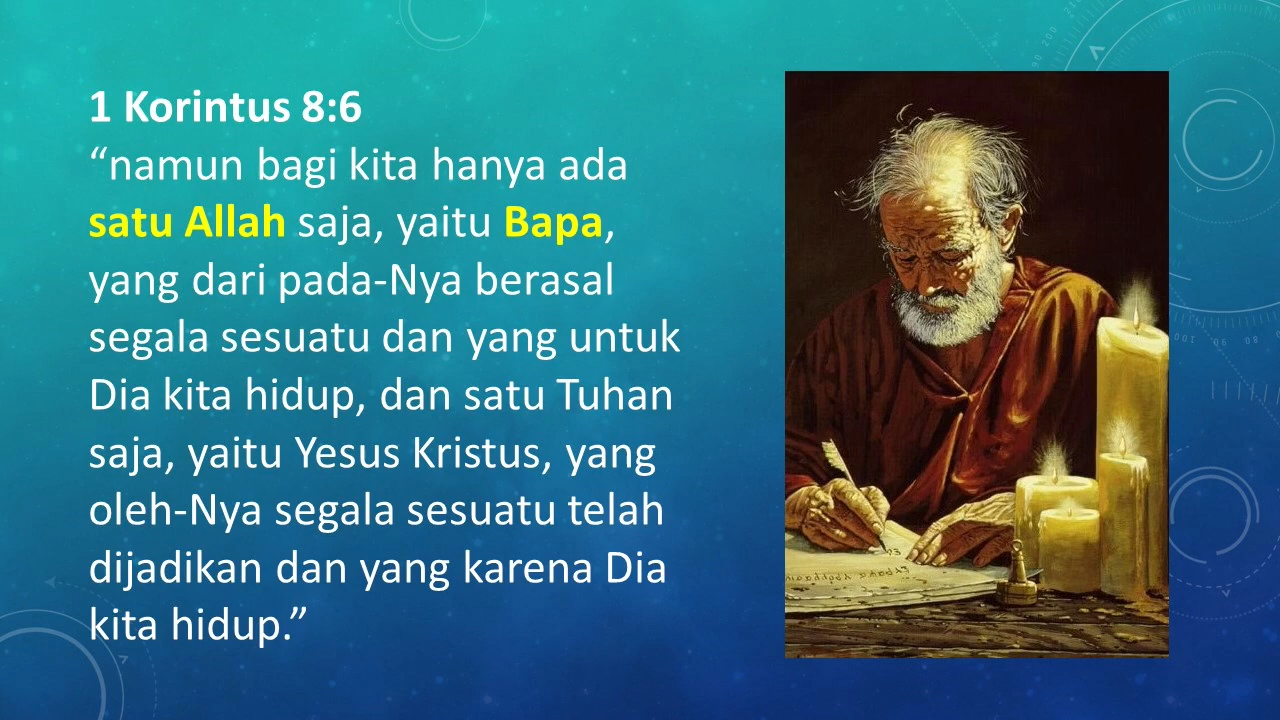 1 Korintus 8:6
“namun bagi kita hanya ada
satu Allah saja, yaitu Bapa,
yang dari pada-Nya berasal
segala sesuatu dan yang untuk
Dia kita hidup, dan satu Tuhan
saja, yaitu Yesus Kristus, yang
oleh-Nya segala sesuatu telah
dijadikan dan yang karena Dia
kita hidup.”